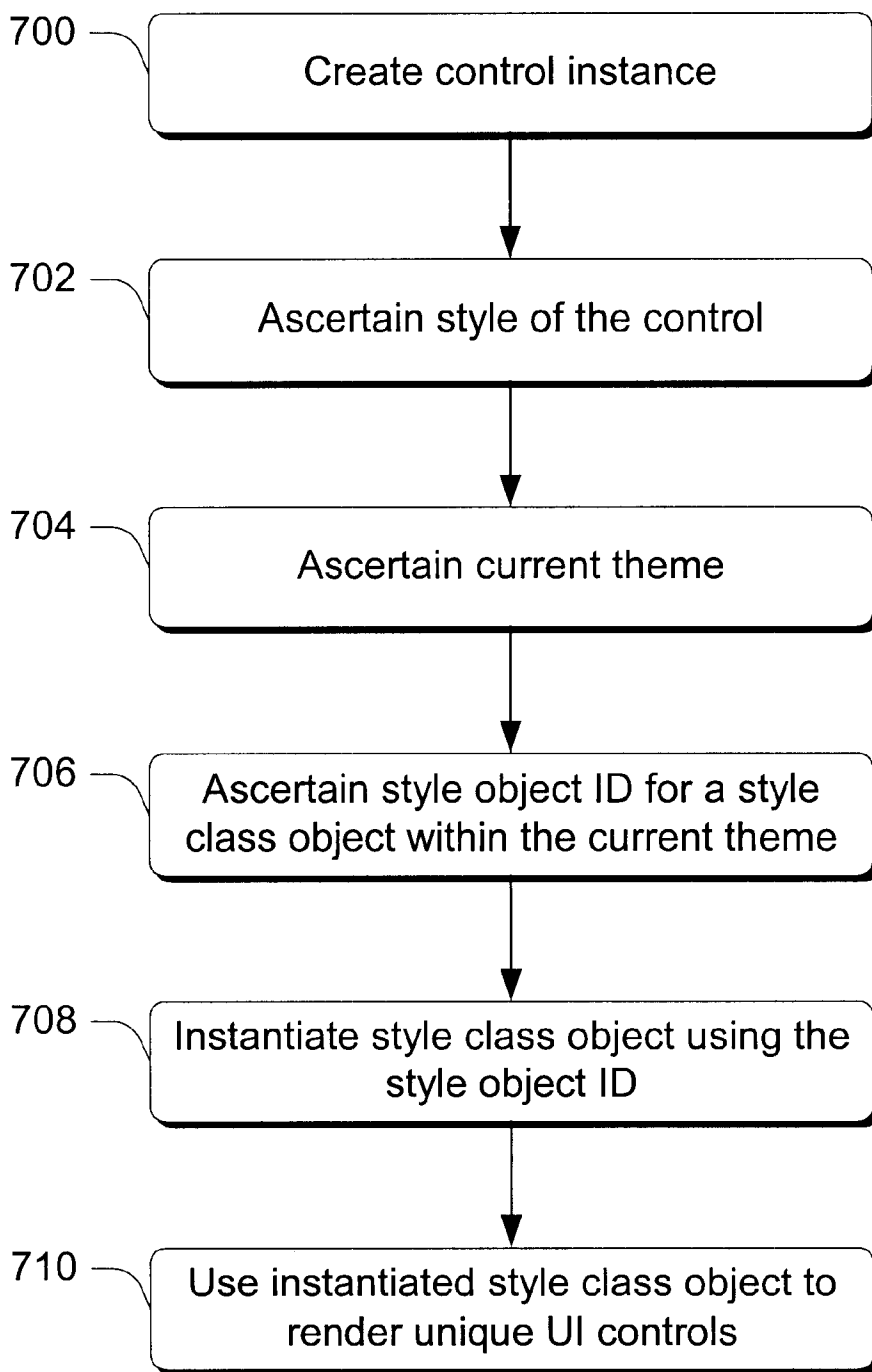 700
Create control instance
702
Ascertain style of the control
704
Ascertain current theme
706
Ascertain style object ID for a style
class object within the current theme
708
Instantiate style class object using the
style object ID
710
Use instantiated style class object to
render unique UI controls